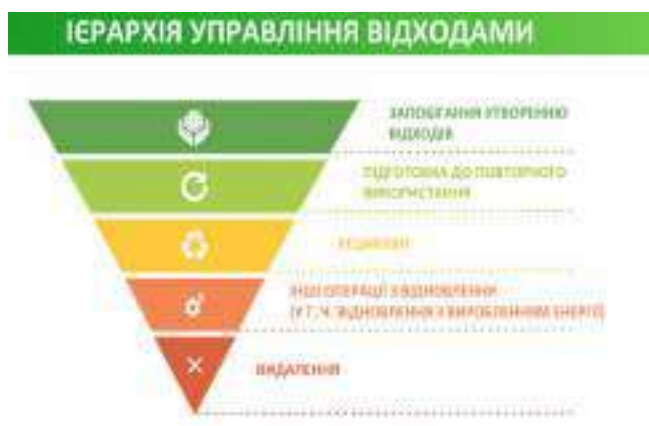 ІЄРАРХІЯ УПРАВЛІННЯ ВІДХОДАМИ
ЗАПОБІГАННЯ УТВОРЕННЮ
ВІДХОДІВ
ПІДГОТОВКА ДО ПОВТОРНОГО
ВИКОРИСТАННЯ
РЕЦИКЛІНГ
ІНШІ ОПЕРАЦІЇ З ВІДНОВЛЕННЯ
(У Т. Ч. ВІДНОВЛЕННЯ З ВИРОБЛЕННЯМ ЕНЕРГІЇ)
ВИДАЛЕННЯ